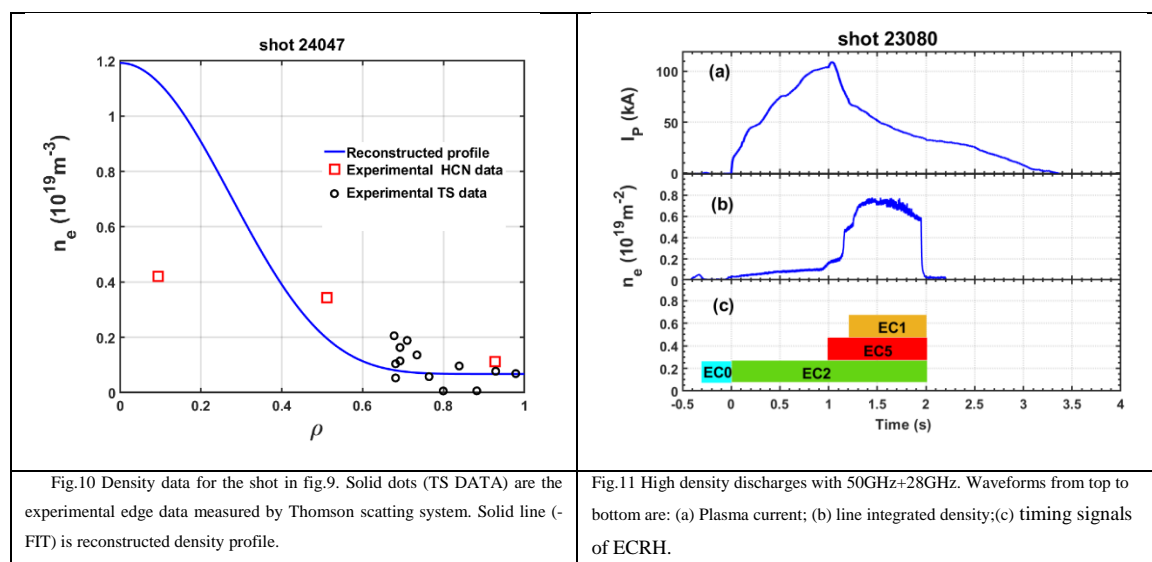 shot 24047
1.2
1
0.8
0.6
0.4
0.2
0
n_e (10^19 m^-3)
Reconstructed profile
Experimental HCN data
Experimental TS data
0 0.2 0.4 0.6 0.8 1
ρ
shot 23080
(a)
100
50
0
I_P (kA)
(b)
0.8
0.6
0.4
0.2
0
n_e (10^19 m^-2)
(c)
0.8
0.6
0.4
0.2
0
EC1
EC5
EC0 EC2
-0.5 0 0.5 1 1.5 2 2.5 3 3.5 4
Time (s)
Fig.10 Density data for the shot in fig.9. Solid dots (TS DATA) are the
experimental edge data measured by Thomson scatting system. Solid line (-
FIT) is reconstructed density profile.
Fig.11 High density discharges with 50GHz+28GHz. Waveforms from top to
bottom are: (a) Plasma current; (b) line integrated density;(c) timing signals
of ECRH.